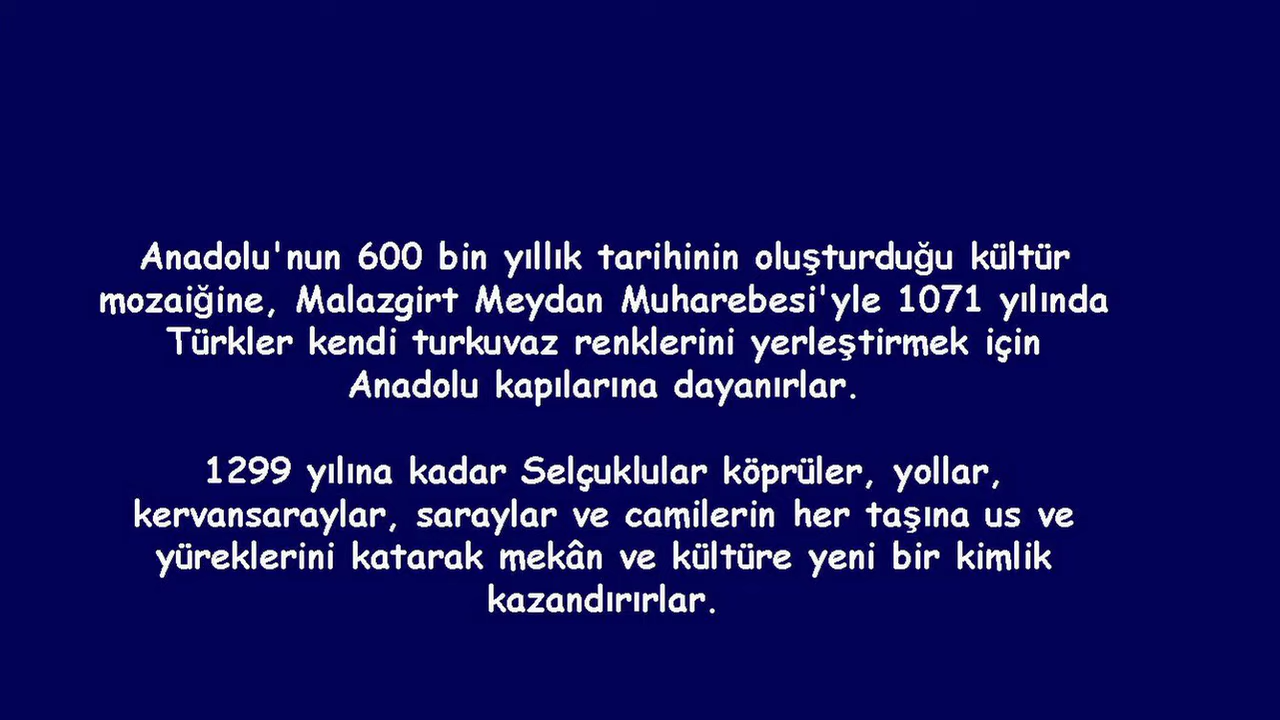 Anadolu'nun 600 bin yıllık tarihinin oluşturduğu kültür
mozaiğine, Malazgirt Meydan Muharebesi'yle 1071 yılında
Türkler kendi turkuvaz renklerini yerleştirmek için
Anadolu kapılarına dayanırlar.
1299 yılına kadar Selçuklular köprüler, yollar,
kervansaraylar, saraylar ve camilerin her taşına us ve
yüreklerini katarak mekân ve kültüre yeni bir kimlik
kazandırırlar.